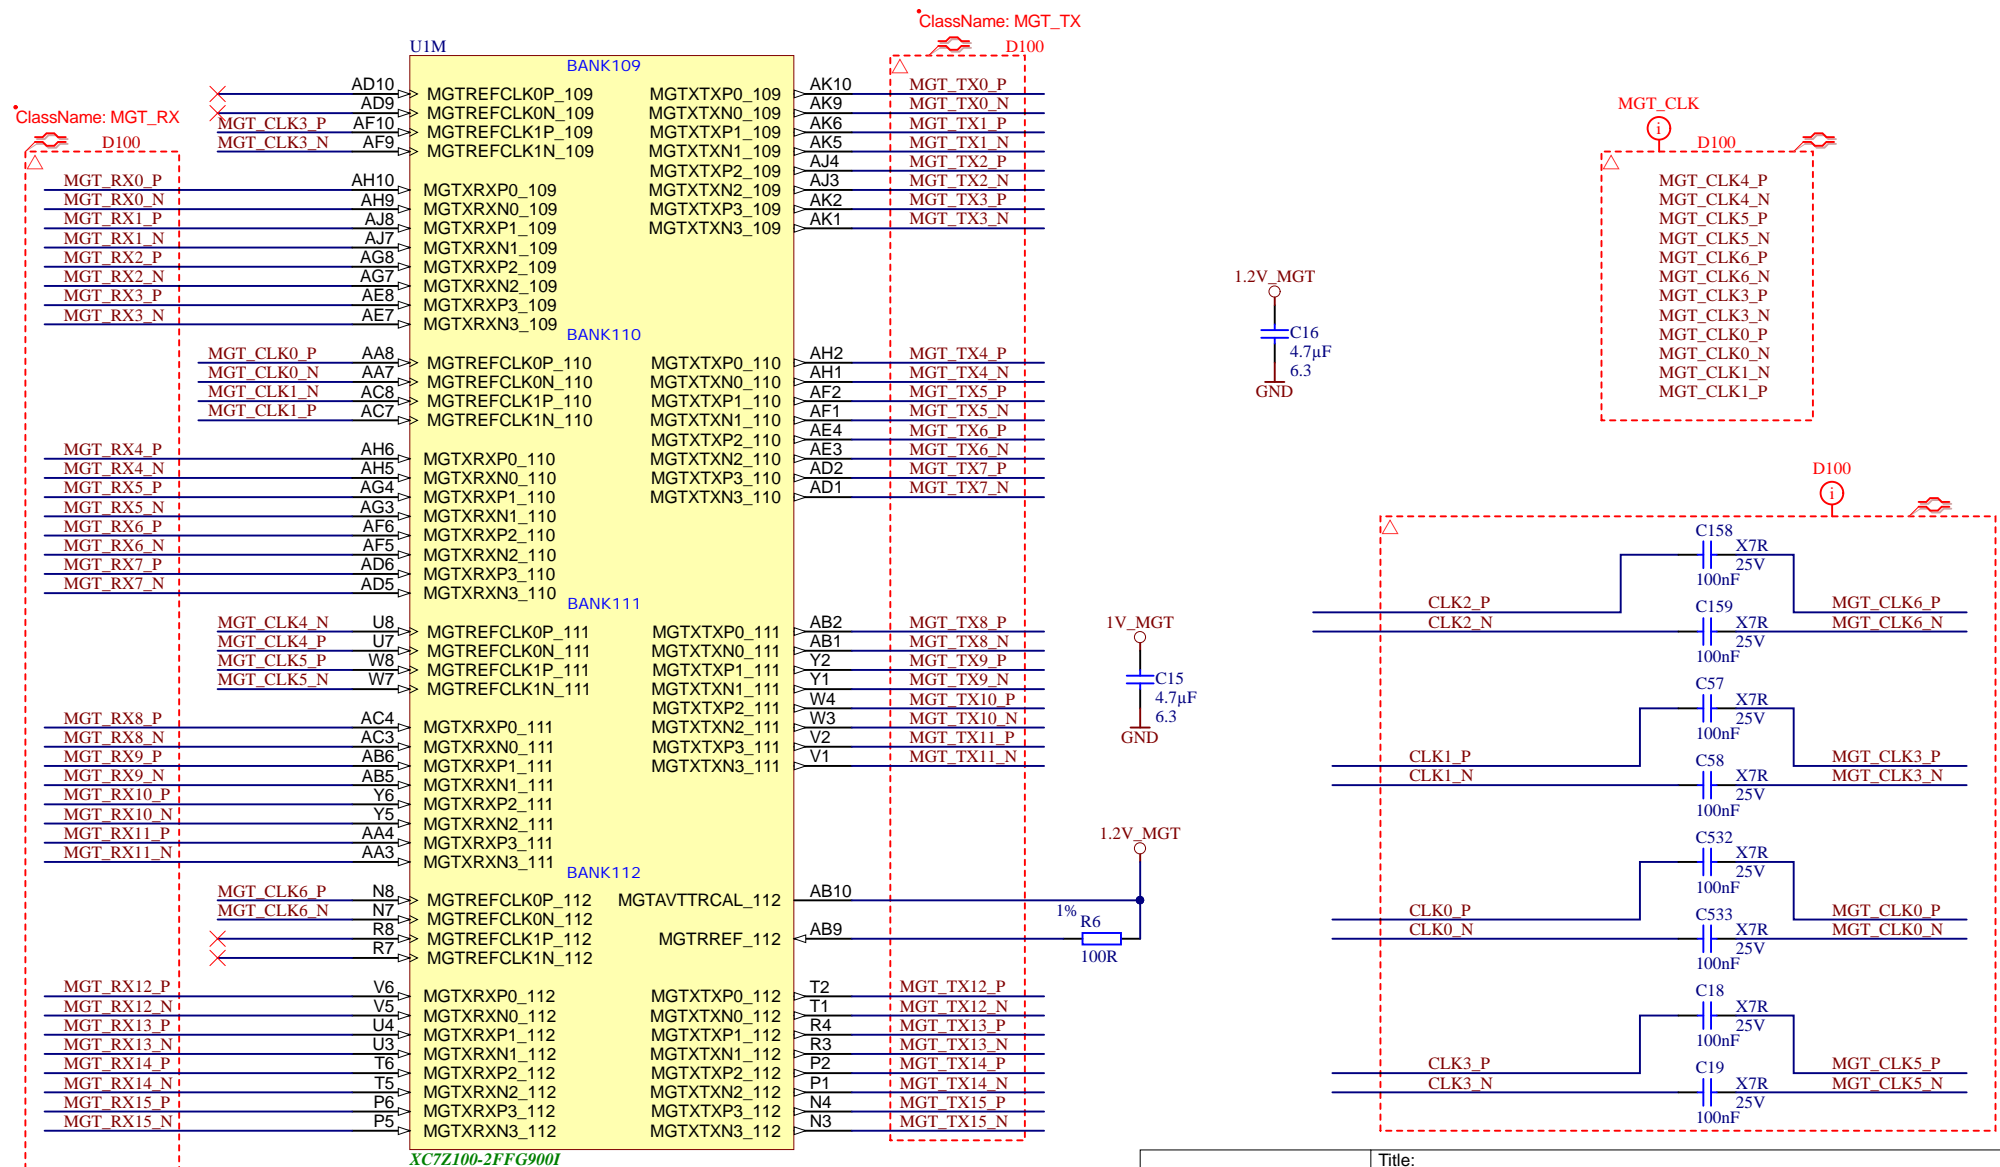 ClassName: MGT_TX
D100
ClassName: MGT_RX
D100
U1M
BANK109
AD10 MGTREFCLK0P_109
AD9 MGTREFCLK0N_109
MGT_CLK3_P AF10 MGTREFCLK1P_109
MGT_CLK3_N AF9 MGTREFCLK1N_109
MGT_RX0_P AH10 MGTXRXP0_109
MGT_RX0_N AH9 MGTXRXN0_109
MGT_RX1_P AJ8 MGTXRXP1_109
MGT_RX1_N AJ7 MGTXRXN1_109
MGT_RX2_P AG8 MGTXRXP2_109
MGT_RX2_N AG7 MGTXRXN2_109
MGT_RX3_P AE8 MGTXRXP3_109
MGT_RX3_N AE7 MGTXRXN3_109
MGTXTXP0_109 AK10 MGT_TX0_P
MGTXTXN0_109 AK9 MGT_TX0_N
MGTXTXP1_109 AK6 MGT_TX1_P
MGTXTXN1_109 AK5 MGT_TX1_N
MGTXTXP2_109 AJ4 MGT_TX2_P
MGTXTXN2_109 AJ3 MGT_TX2_N
MGTXTXP3_109 AK2 MGT_TX3_P
MGTXTXN3_109 AK1 MGT_TX3_N
BANK110
MGT_CLK0_P AA8 MGTREFCLK0P_110
MGT_CLK0_N AA7 MGTREFCLK0N_110
MGT_CLK1_N AC8 MGTREFCLK1P_110
MGT_CLK1_P AC7 MGTREFCLK1N_110
MGT_RX4_P AH6 MGTXRXP0_110
MGT_RX4_N AH5 MGTXRXN0_110
MGT_RX5_P AG4 MGTXRXP1_110
MGT_RX5_N AG3 MGTXRXN1_110
MGT_RX6_P AF6 MGTXRXP2_110
MGT_RX6_N AF5 MGTXRXN2_110
MGT_RX7_P AD6 MGTXRXP3_110
MGT_RX7_N AD5 MGTXRXN3_110
MGTXTXP0_110 AH2 MGT_TX4_P
MGTXTXN0_110 AH1 MGT_TX4_N
MGTXTXP1_110 AF2 MGT_TX5_P
MGTXTXN1_110 AF1 MGT_TX5_N
MGTXTXP2_110 AE4 MGT_TX6_P
MGTXTXN2_110 AE3 MGT_TX6_N
MGTXTXP3_110 AD2 MGT_TX7_P
MGTXTXN3_110 AD1 MGT_TX7_N
BANK111
MGT_CLK4_N U8 MGTREFCLK0P_111
MGT_CLK4_P U7 MGTREFCLK0N_111
MGT_CLK5_P W8 MGTREFCLK1P_111
MGT_CLK5_N W7 MGTREFCLK1N_111
MGT_RX8_P AC4 MGTXRXP0_111
MGT_RX8_N AC3 MGTXRXN0_111
MGT_RX9_P AB6 MGTXRXP1_111
MGT_RX9_N AB5 MGTXRXN1_111
MGT_RX10_P Y6 MGTXRXP2_111
MGT_RX10_N Y5 MGTXRXN2_111
MGT_RX11_P AA4 MGTXRXP3_111
MGT_RX11_N AA3 MGTXRXN3_111
MGTXTXP0_111 AB2 MGT_TX8_P
MGTXTXN0_111 AB1 MGT_TX8_N
MGTXTXP1_111 Y2 MGT_TX9_P
MGTXTXN1_111 Y1 MGT_TX9_N
MGTXTXP2_111 W4 MGT_TX10_P
MGTXTXN2_111 W3 MGT_TX10_N
MGTXTXP3_111 V2 MGT_TX11_P
MGTXTXN3_111 V1 MGT_TX11_N
BANK112
MGT_CLK6_P N8 MGTREFCLK0P_112
MGT_CLK6_N N7 MGTREFCLK0N_112
R8 MGTREFCLK1P_112
R7 MGTREFCLK1N_112
MGTAVTTRCAL_112 AB10
MGTRREF_112 AB9
MGT_RX12_P V6 MGTXRXP0_112
MGT_RX12_N V5 MGTXRXN0_112
MGT_RX13_P U4 MGTXRXP1_112
MGT_RX13_N U3 MGTXRXN1_112
MGT_RX14_P T6 MGTXRXP2_112
MGT_RX14_N T5 MGTXRXN2_112
MGT_RX15_P P6 MGTXRXP3_112
MGT_RX15_N P5 MGTXRXN3_112
MGTXTXP0_112 T2 MGT_TX12_P
MGTXTXN0_112 T1 MGT_TX12_N
MGTXTXP1_112 R4 MGT_TX13_P
MGTXTXN1_112 R3 MGT_TX13_N
MGTXTXP2_112 P2 MGT_TX14_P
MGTXTXN2_112 P1 MGT_TX14_N
MGTXTXP3_112 N4 MGT_TX15_P
MGTXTXN3_112 N3 MGT_TX15_N
XC7Z100-2FFG900I
1.2V_MGT
C16
4.7µF
6.3
GND
1V_MGT
C15
4.7µF
6.3
GND
1.2V_MGT
1%
R6
100R
MGT_CLK
i
D100
MGT_CLK4_P
MGT_CLK4_N
MGT_CLK5_P
MGT_CLK5_N
MGT_CLK6_P
MGT_CLK6_N
MGT_CLK3_P
MGT_CLK3_N
MGT_CLK0_P
MGT_CLK0_N
MGT_CLK1_N
MGT_CLK1_P
D100
i
C158
X7R
25V
100nF
CLK2_P MGT_CLK6_P
C159
CLK2_N X7R MGT_CLK6_N
25V
100nF
C57
X7R
25V
100nF
CLK1_P MGT_CLK3_P
C58
CLK1_N X7R MGT_CLK3_N
25V
100nF
C532
X7R
25V
100nF
CLK0_P MGT_CLK0_P
C533
CLK0_N X7R MGT_CLK0_N
25V
100nF
C18
X7R
25V
100nF
CLK3_P MGT_CLK5_P
C19
CLK3_N X7R MGT_CLK5_N
25V
100nF
Title: